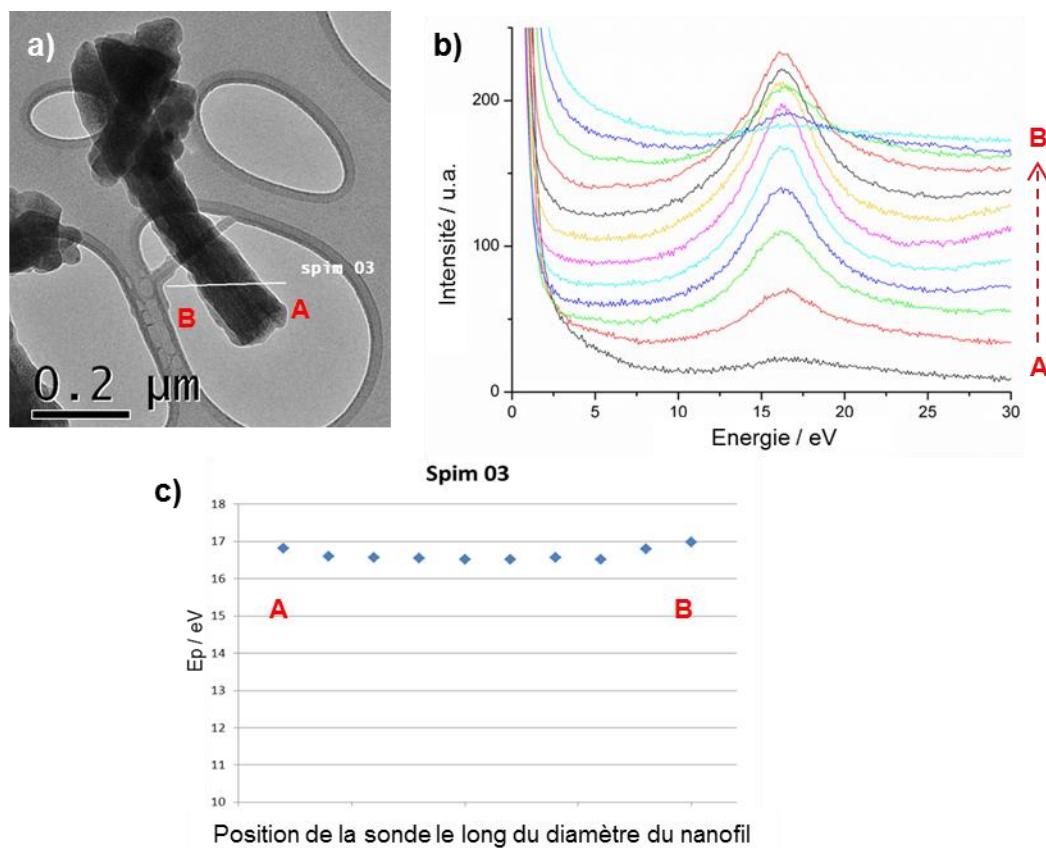 a)
spim 03
B
A
0.2 µm
b)
Intensité / u.a.
200
100
0
0
5
10
15
20
25
30
Energie / eV
B
A
c)
Spim 03
Ep / eV
18
17
16
15
14
13
12
11
10
A
B
Position de la sonde le long du diamètre du nanofil